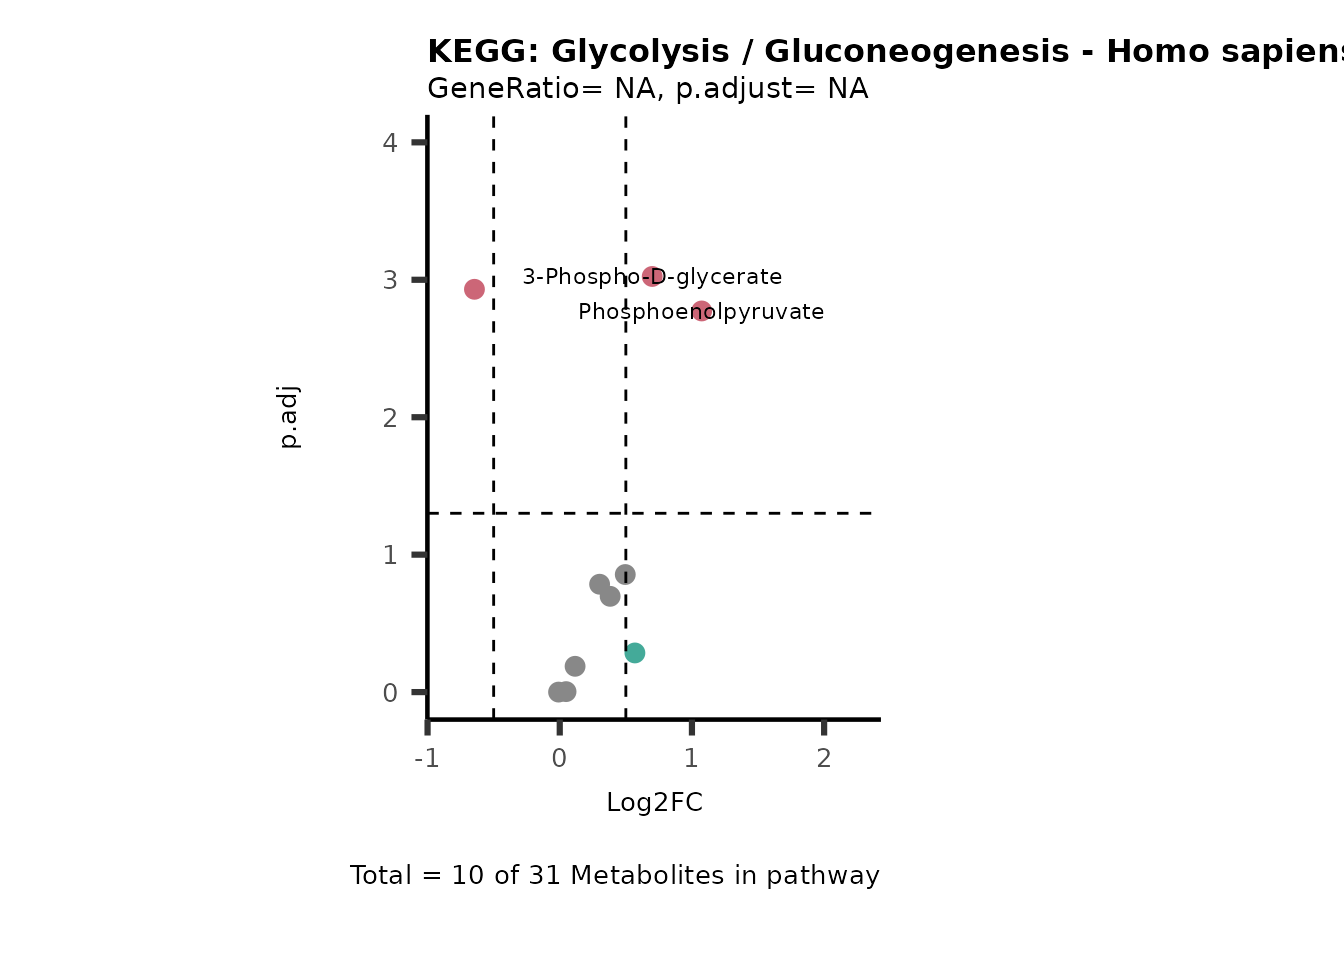 KEGG: Glycolysis / Gluconeogenesis - Homo sapiens
GeneRatio= NA, p.adjust= NA
4
3
2
1
0
p.adj
3-Phospho-D-glycerate
Phosphoenolpyruvate
-1 0 1 2
Log2FC
Total = 10 of 31 Metabolites in pathway